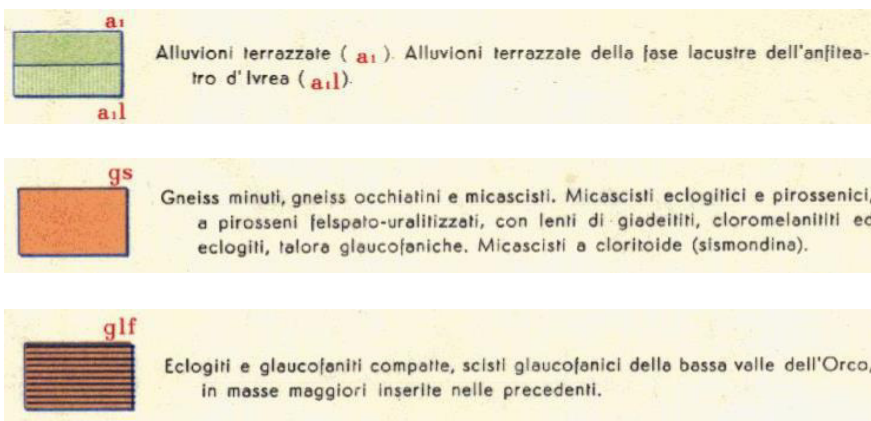 a₁
Alluvioni terrazzate ( a₁ ). Alluvioni terrazzate della fase lacustre dell'anfitea-
tro d'Ivrea ( a₁l).
a₁l
gs
Gneiss minuti, gneiss occhiatini e micascisti. Micascisti eclogitici e pirossenici,
a pirosseni felspato-uralitizzati, con lenti di giadeititi, cloromelanititi ed
eclogiti, talora glaucofaniche. Micascisti a cloritoide (sismondina).
glf
Eclogiti e glaucofaniti compatte, scisti glaucofanici della bassa valle dell'Orco,
in masse maggiori inserite nelle precedenti.